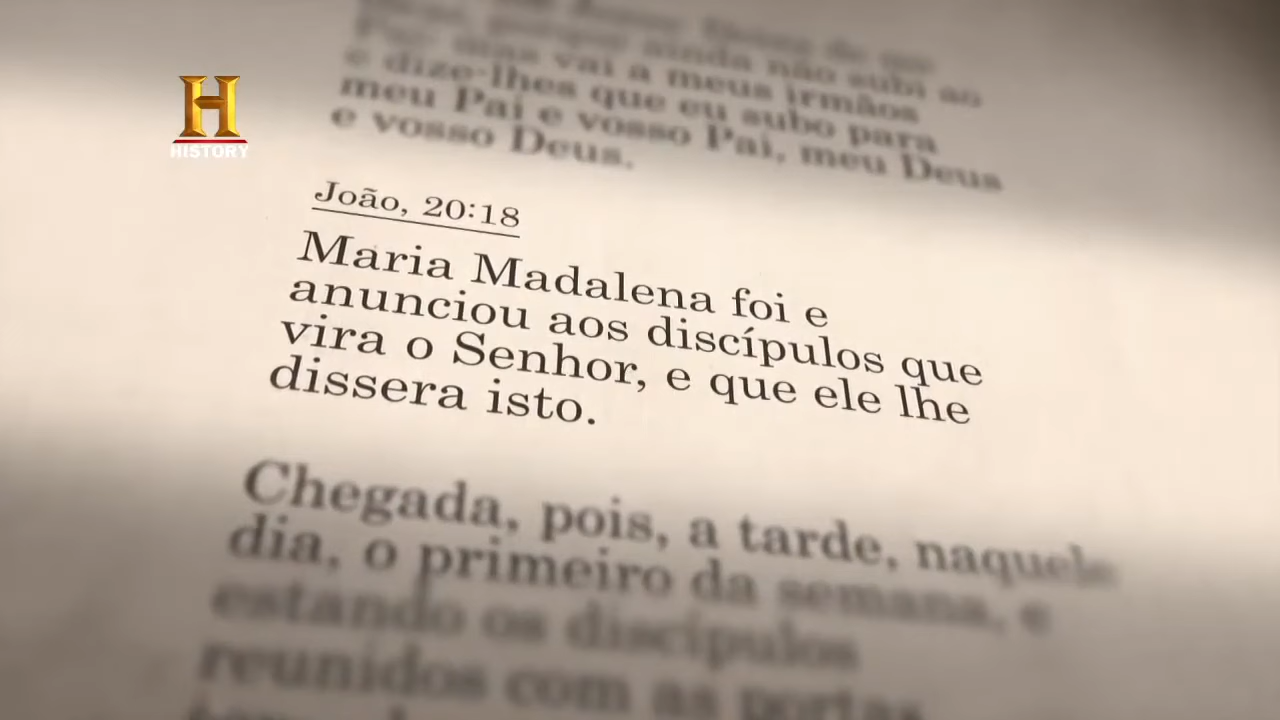 Pai; mas vai a meus irmãos
e dize-lhes que eu subo para
meu Pai e vosso Pai, meu Deus
e vosso Deus.
H
HISTORY
João, 20:18
Maria Madalena foi e
anunciou aos discípulos que
vira o Senhor, e que ele lhe
dissera isto.
Chegada, pois, a tarde, naquele
dia, o primeiro da semana, e
estando os discípulos
reunidos com as portas